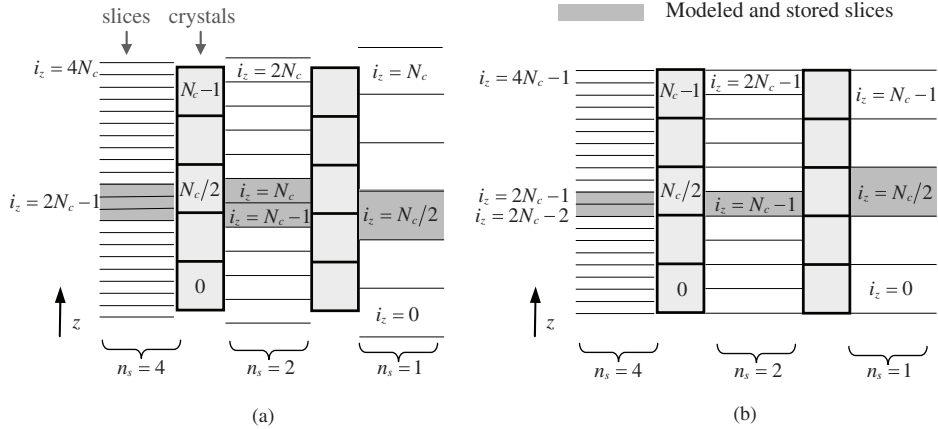 slices crystals
Modeled and stored slices
i_z = 4N_c
N_c−1
i_z = 2N_c
i_z = N_c
i_z = 2N_c−1
N_c/2
i_z = N_c
i_z = N_c−1
i_z = N_c/2
0
i_z = 0
z
n_s = 4
n_s = 2
n_s = 1
(a)
i_z = 4N_c−1
N_c−1
i_z = 2N_c−1
i_z = N_c−1
i_z = 2N_c−1
i_z = 2N_c−2
N_c/2
i_z = N_c−1
i_z = N_c/2
0
i_z = 0
z
n_s = 4
n_s = 2
n_s = 1
(b)